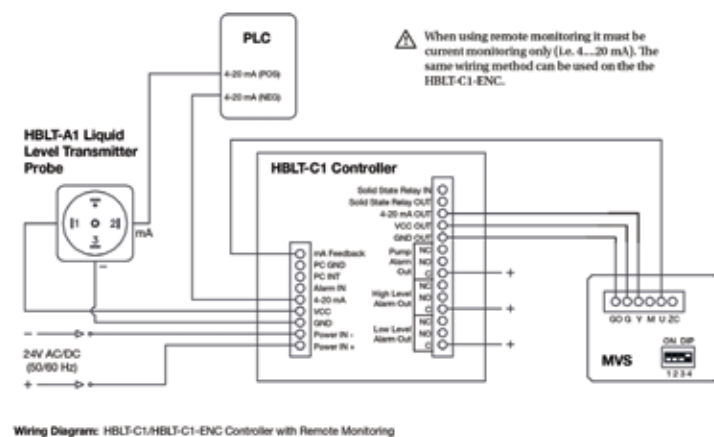 PLC
4-20 mA (POS)
4-20 mA (NEG)
When using remote monitoring it must be
current monitoring only (i.e. 4....20 mA). The
same wiring method can be used on the the
HBLT-C1-ENC.
HBLT-A1 Liquid
Level Transmitter
Probe
1
2
3
mA
−
HBLT-C1 Controller
Solid State Relay IN
Solid State Relay OUT
4-20 mA OUT
VCC OUT
GND OUT
Pump
Alarm
Out
NC
NO
C
+
High Level
Alarm Out
NC
NO
C
+
Low Level
Alarm Out
NC
NO
C
+
mA Feedback
PC GND
PC INT
Alarm IN
4-20 mA
VCC
GND
Power IN -
Power IN +
−
24V AC/DC
(50/60 Hz)
+
GD G Y M U ZC
MVS
ON DIP
1 2 3 4
Wiring Diagram: HBLT-C1/HBLT-C1-ENC Controller with Remote Monitoring